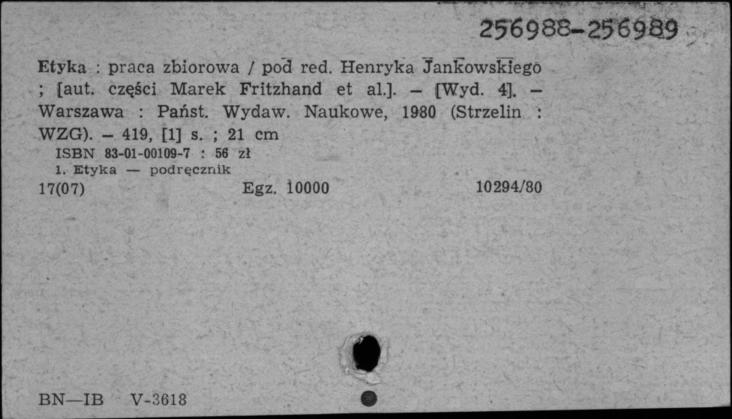 256988-256989
Etyka : praca zbiorowa / pod red. Henryka Jankowskiego
; [aut. części Marek Fritzhand et al.]. — [Wyd. 4]. —
Warszawa : Państ. Wydaw. Naukowe, 1980 (Strzelin :
WZG). — 419, [1] s. ; 21 cm
ISBN 83-01-00109-7 : 56 zł
1. Etyka — podręcznik
17(07) Egz. 10000 10294/80
BN—IB V-3618